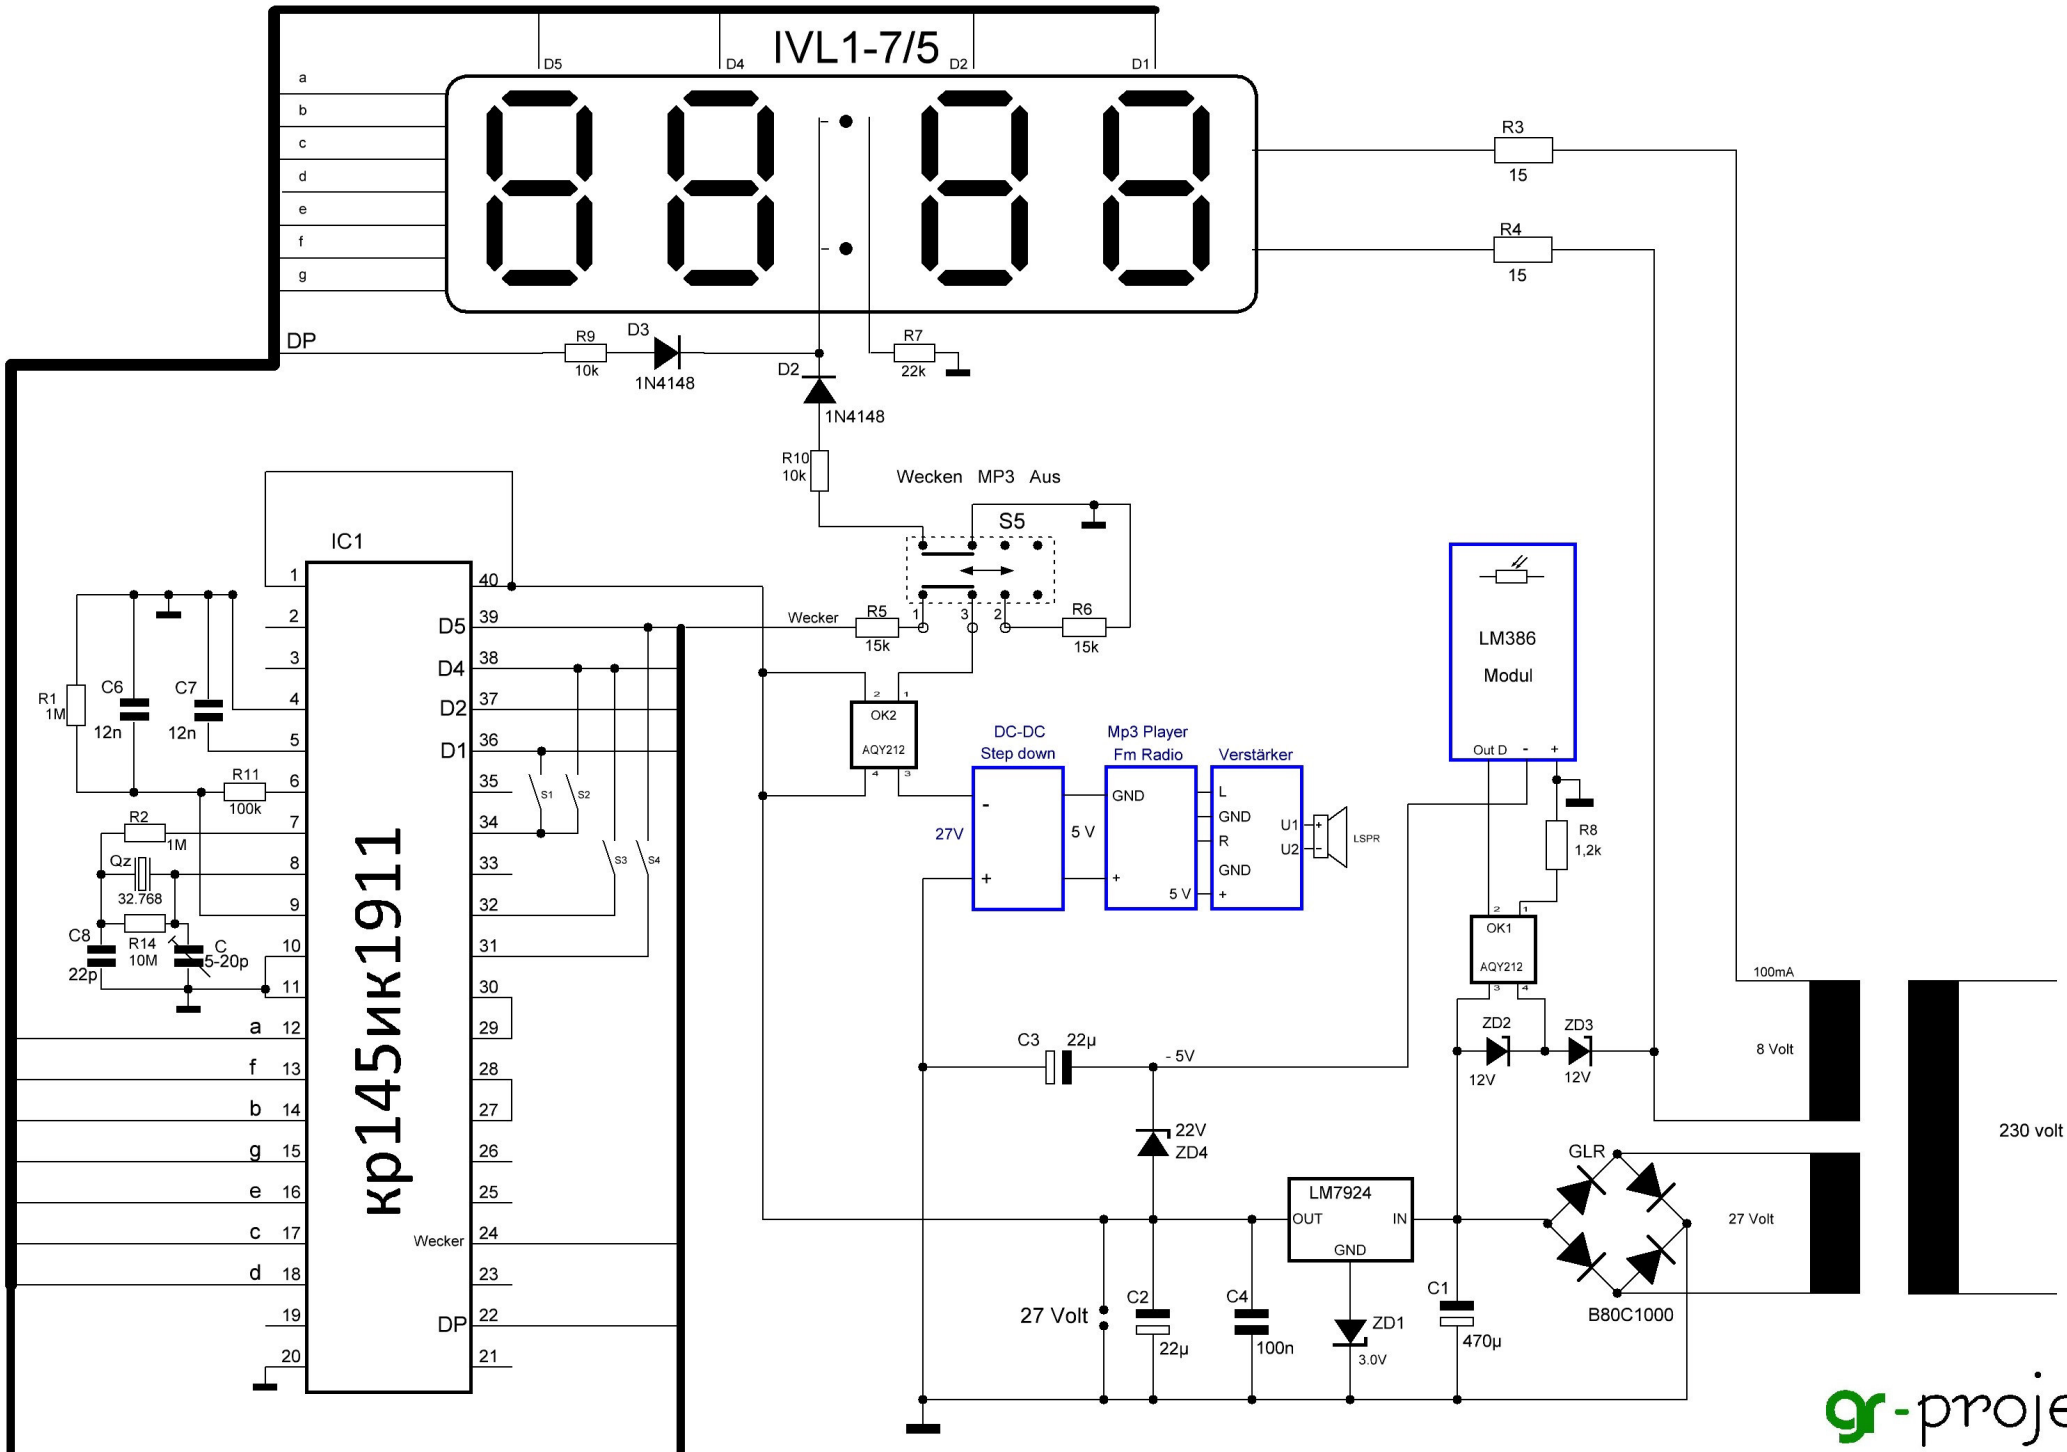 IVL1-7/5
D5
D4
D2
D1
a
b
c
d
e
f
g
DP
R3
15
R4
15
R9
10k
D3
1N4148
D2
1N4148
R7
22k
R10
10k
Wecken MP3 Aus
S5
1
3
2
Wecker
R5
15k
R6
15k
IC1
кр145ик1911
1
2
3
4
5
6
7
8
9
10
11
a 12
f 13
b 14
g 15
e 16
c 17
d 18
19
20
40
D5 39
D4 38
D2 37
D1 36
35
34
33
32
31
30
29
28
27
26
25
Wecker 24
23
DP 22
21
R1
1M
C6
12n
C7
12n
R11
100k
R2
1M
Qz
32.768
R14
10M
C8
22p
C
5-20p
S1
S2
S3
S4
2
1
OK2
AQY212
4
3
DC-DC
Step down
-
27V
+
5 V
Mp3 Player
Fm Radio
GND
+
5 V
Verstärker
L
GND
R
GND
+
U1
U2
+
-
LSPR
LM386
Modul
Out D - +
R8
1,2k
2
1
OK1
AQY212
3
4
ZD2
12V
ZD3
12V
C3
22µ
- 5V
22V
ZD4
LM7924
OUT
IN
GND
27 Volt
C2
22µ
C4
100n
ZD1
3.0V
C1
470µ
GLR
B80C1000
100mA
8 Volt
27 Volt
230 volt
gr-proje